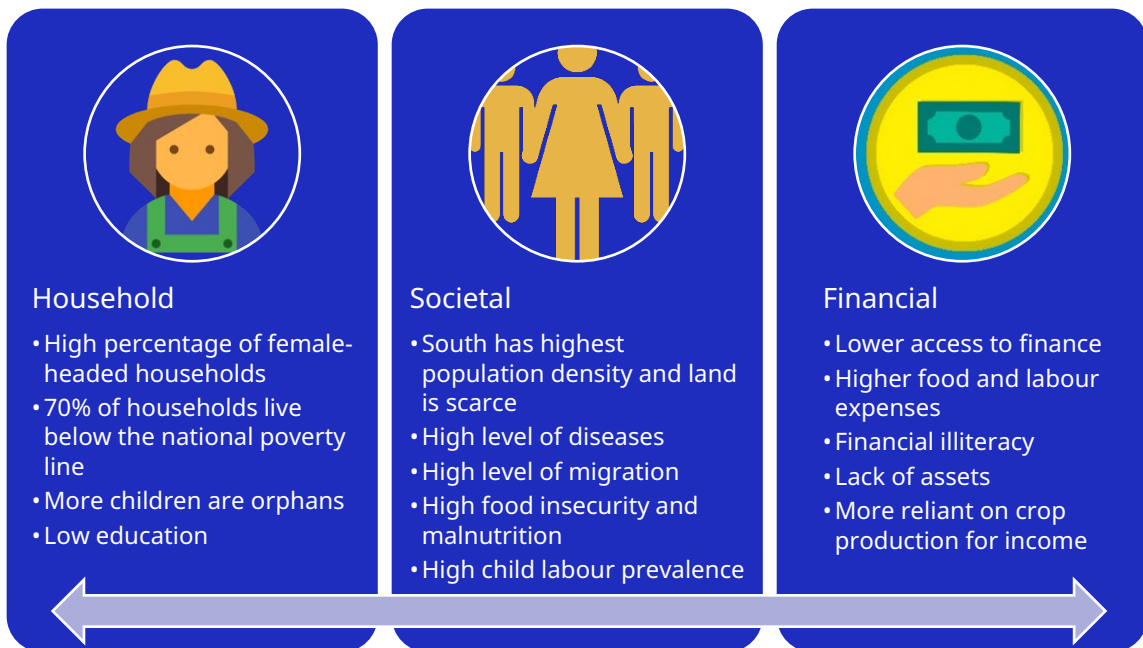 Household
•High percentage of female-
headed households
•70% of households live
below the national poverty
line
•More children are orphans
•Low education
Societal
•South has highest
population density and land
is scarce
•High level of diseases
•High level of migration
•High food insecurity and
malnutrition
•High child labour prevalence
Financial
•Lower access to finance
•Higher food and labour
expenses
•Financial illiteracy
•Lack of assets
•More reliant on crop
production for income